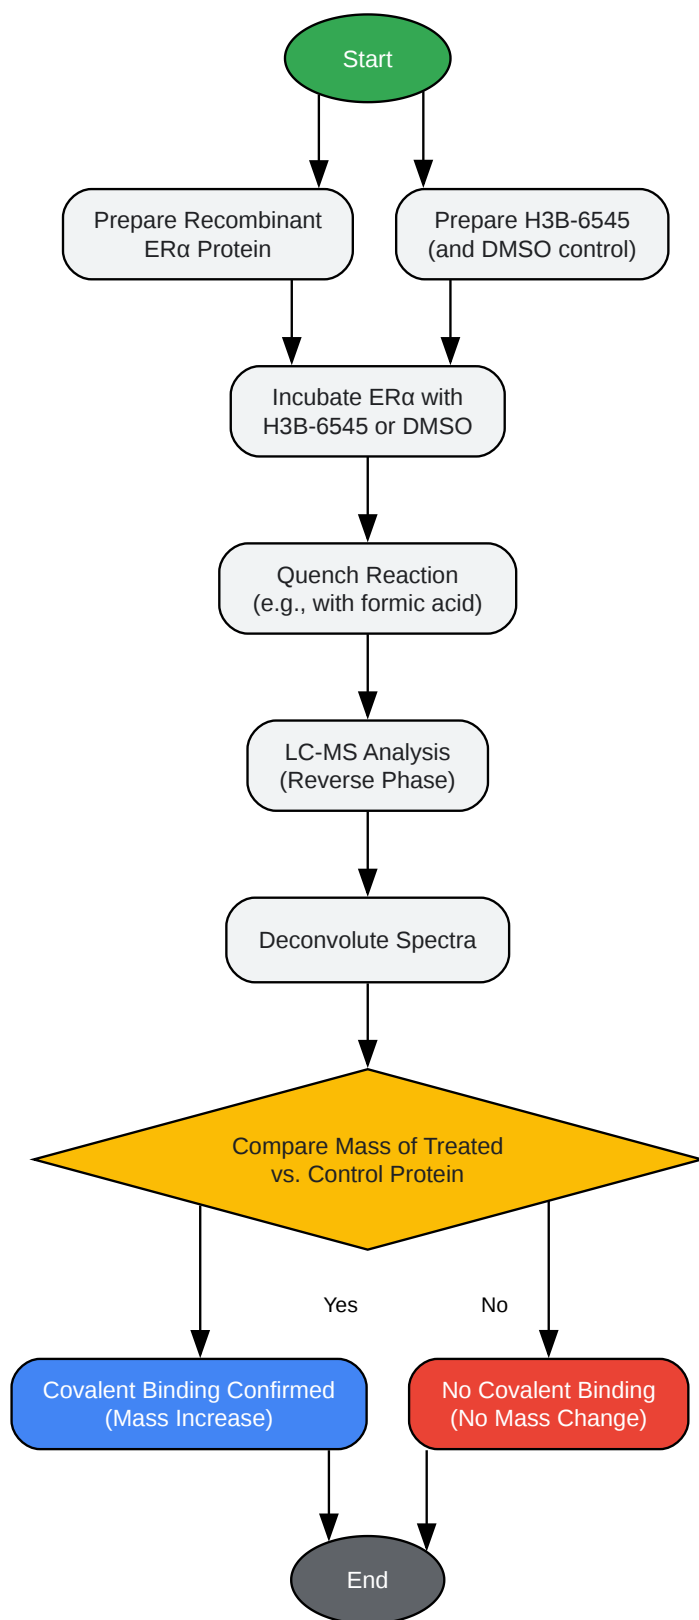 Start
Prepare Recombinant
ERα Protein
Prepare H3B-6545
(and DMSO control)
Incubate ERα with
H3B-6545 or DMSO
Quench Reaction
(e.g., with formic acid)
LC-MS Analysis
(Reverse Phase)
Deconvolute Spectra
Compare Mass of Treated
vs. Control Protein
Yes
No
Covalent Binding Confirmed
(Mass Increase)
No Covalent Binding
(No Mass Change)
End